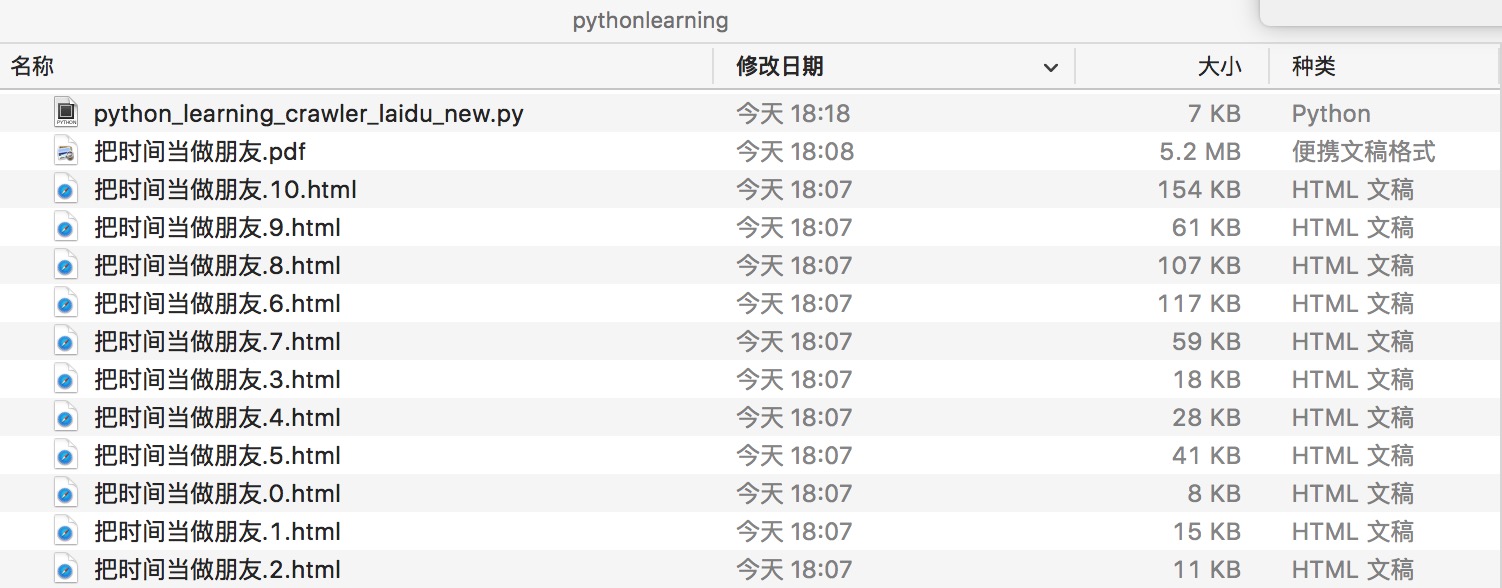 pythonlearning
名称 修改日期 大小 种类
python_learning_crawler_laidu_new.py 今天 18:18 7 KB Python
把时间当做朋友.pdf 今天 18:08 5.2 MB 便携文稿格式
把时间当做朋友.10.html 今天 18:07 154 KB HTML 文稿
把时间当做朋友.9.html 今天 18:07 61 KB HTML 文稿
把时间当做朋友.8.html 今天 18:07 107 KB HTML 文稿
把时间当做朋友.6.html 今天 18:07 117 KB HTML 文稿
把时间当做朋友.7.html 今天 18:07 59 KB HTML 文稿
把时间当做朋友.3.html 今天 18:07 18 KB HTML 文稿
把时间当做朋友.4.html 今天 18:07 28 KB HTML 文稿
把时间当做朋友.5.html 今天 18:07 41 KB HTML 文稿
把时间当做朋友.0.html 今天 18:07 8 KB HTML 文稿
把时间当做朋友.1.html 今天 18:07 15 KB HTML 文稿
把时间当做朋友.2.html 今天 18:07 11 KB HTML 文稿